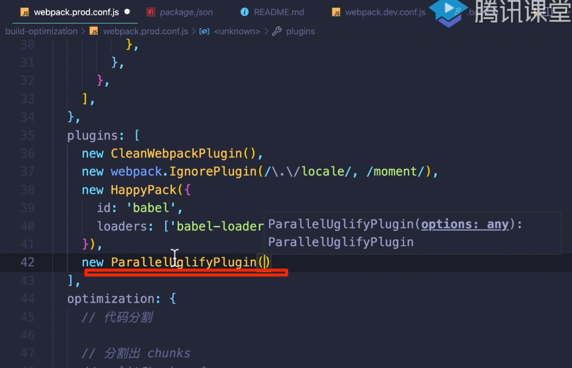 webpack.prod.conf.js
package.json
README.md
webpack.dev.conf.js
腾讯课堂
build-optimization > webpack.prod.conf.js > <unknown> > plugins
30 },
31 },
32 },
33 ],
34 },
35 plugins: [
36 new CleanWebpackPlugin(),
37 new webpack.IgnorePlugin(/\.\/locale/, /moment/),
38 new HappyPack({
39 id: 'babel',
40 loaders: ['babel-loader
ParallelUglifyPlugin(options: any):
ParallelUglifyPlugin
41 }),
42 new ParallelUglifyPlugin()
43 ],
44 optimization: {
45 // 代码分割
46
47 // 分割出 chunks